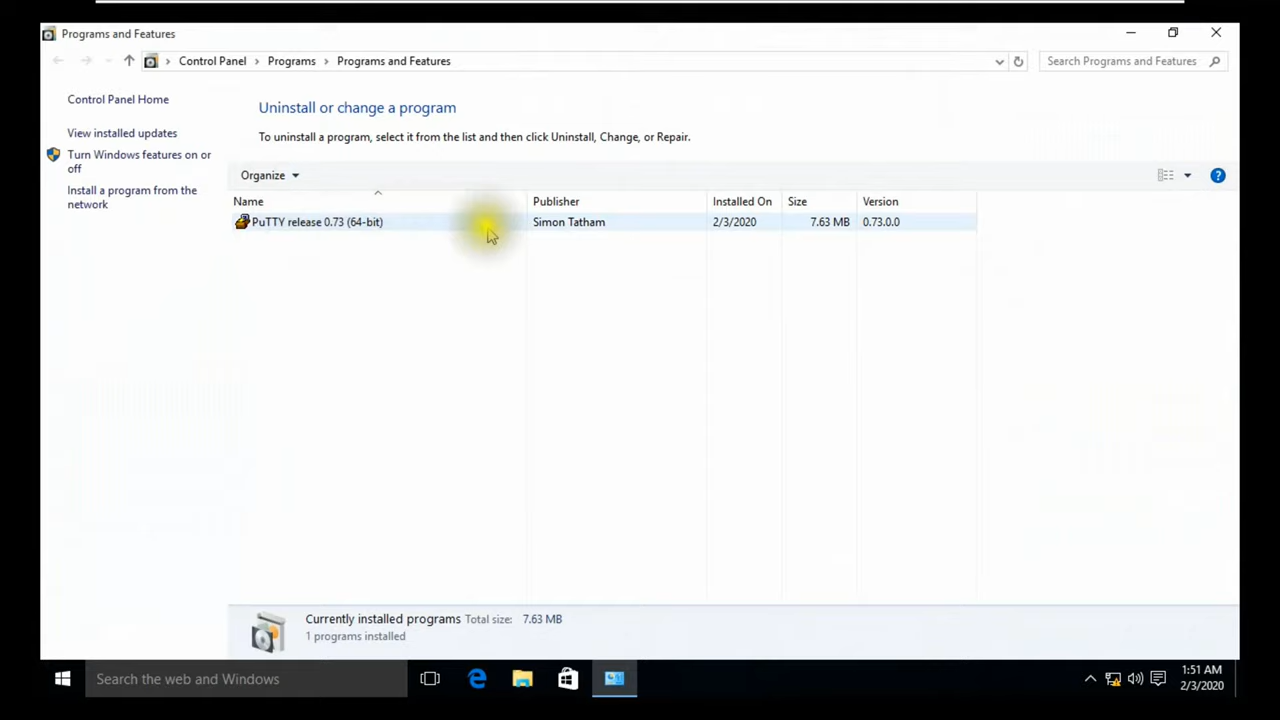 Programs and Features
Control Panel > Programs > Programs and Features
Search Programs and Features
Control Panel Home
View installed updates
Turn Windows features on or
off
Install a program from the
network
Uninstall or change a program
To uninstall a program, select it from the list and then click Uninstall, Change, or Repair.
Organize
Name Publisher Installed On Size Version
PuTTY release 0.73 (64-bit) Simon Tatham 2/3/2020 7.63 MB 0.73.0.0
Currently installed programs Total size: 7.63 MB
1 programs installed
Search the web and Windows
1:51 AM
2/3/2020